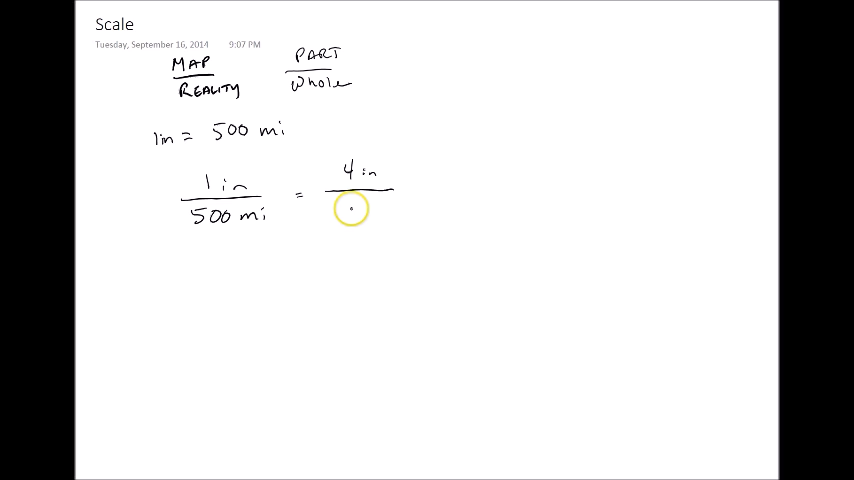 Scale
Tuesday, September 16, 2014 9:07 PM
MAP PART
REALITY Whole
1in = 500 mi
1 in = 4 in
500 mi